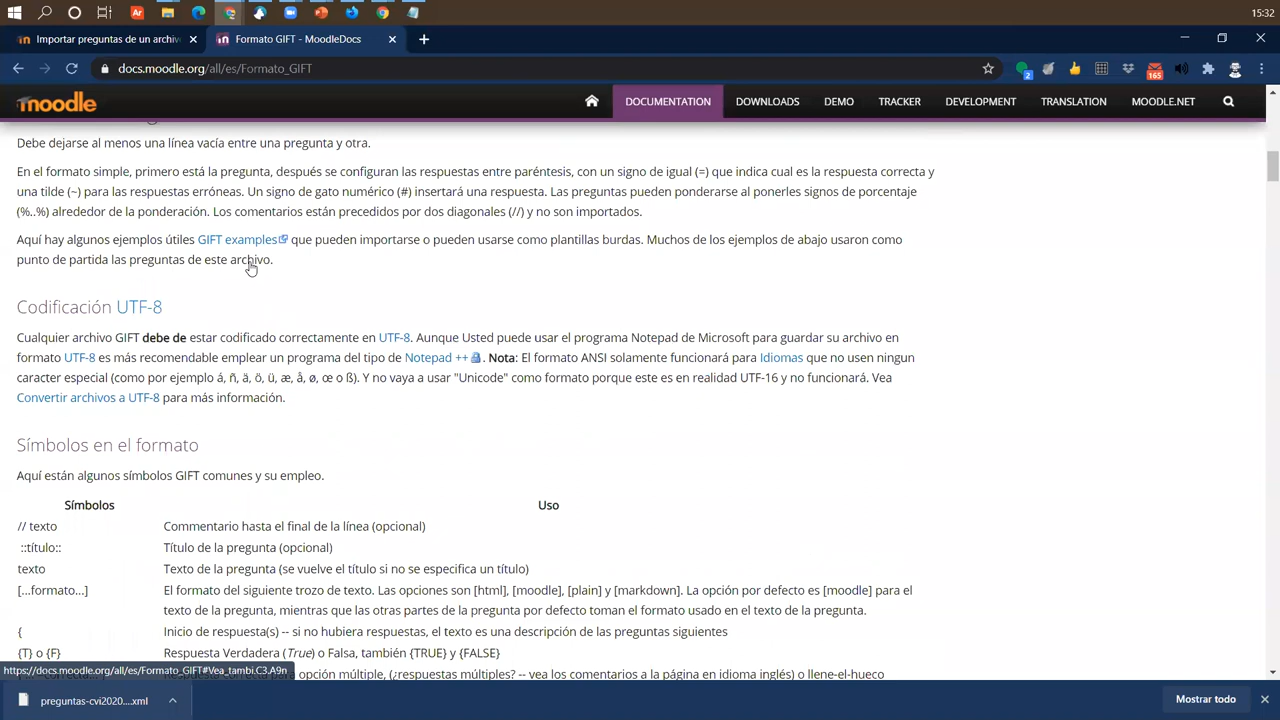 15:32
Importar preguntas de un archiv
Formato GIFT - MoodleDocs
docs.moodle.org/all/es/Formato_GIFT
2
165
moodle
DOCUMENTATION
DOWNLOADS
DEMO
TRACKER
DEVELOPMENT
TRANSLATION
MOODLE.NET
Debe dejarse al menos una línea vacía entre una pregunta y otra.
En el formato simple, primero está la pregunta, después se configuran las respuestas entre paréntesis, con un signo de igual (=) que indica cual es la respuesta correcta y
una tilde (~) para las respuestas erróneas. Un signo de gato numérico (#) insertará una respuesta. Las preguntas pueden ponderarse al ponerles signos de porcentaje
(%..%) alrededor de la ponderación. Los comentarios están precedidos por dos diagonales (//) y no son importados.
Aquí hay algunos ejemplos útiles GIFT examples que pueden importarse o pueden usarse como plantillas burdas. Muchos de los ejemplos de abajo usaron como
punto de partida las preguntas de este archivo.
Codificación UTF-8
Cualquier archivo GIFT debe de estar codificado correctamente en UTF-8. Aunque Usted puede usar el programa Notepad de Microsoft para guardar su archivo en
formato UTF-8 es más recomendable emplear un programa del tipo de Notepad ++. Nota: El formato ANSI solamente funcionará para Idiomas que no usen ningun
caracter especial (como por ejemplo á, ñ, ä, ö, ü, æ, å, ø, œ o ß). Y no vaya a usar "Unicode" como formato porque este es en realidad UTF-16 y no funcionará. Vea
Convertir archivos a UTF-8 para más información.
Símbolos en el formato
Aquí están algunos símbolos GIFT comunes y su empleo.
Símbolos Uso
// texto Commentario hasta el final de la línea (opcional)
::título:: Título de la pregunta (opcional)
texto Texto de la pregunta (se vuelve el título si no se especifica un título)
[...formato...] El formato del siguiente trozo de texto. Las opciones son [html], [moodle], [plain] y [markdown]. La opción por defecto es [moodle] para el
texto de la pregunta, mientras que las otras partes de la pregunta por defecto toman el formato usado en el texto de la pregunta.
{ Inicio de respuesta(s) -- si no hubiera respuestas, el texto es una descripción de las preguntas siguientes
{T} o {F} Respuesta Verdadera (True) o Falsa, también {TRUE} y {FALSE}
https://docs.moodle.org/all/es/Formato_GIFT#Vea_tambi.C3.A9n
opción múltiple, (¿respuestas múltiples? -- vea los comentarios a la página en idioma inglés) o llene-el-hueco
preguntas-cvi2020....xml
Mostrar todo